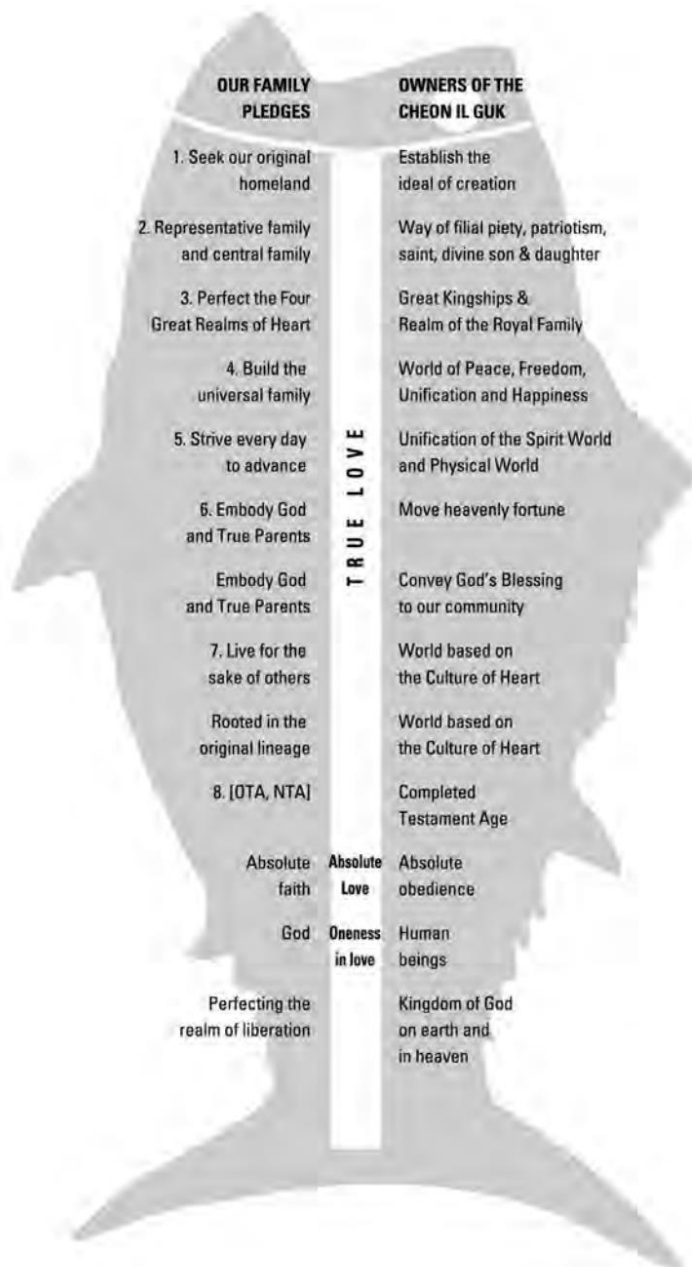 OUR FAMILY
PLEDGES
OWNERS OF THE
CHEON IL GUK
1. Seek our original
homeland
Establish the
ideal of creation
2. Representative family
and central family
Way of filial piety, patriotism,
saint, divine son & daughter
3. Perfect the Four
Great Realms of Heart
Great Kingships &
Realm of the Royal Family
4. Build the
universal family
World of Peace, Freedom,
Unification and Happiness
TRUE LOVE
5. Strive every day
to advance
Unification of the Spirit World
and Physical World
6. Embody God
and True Parents
Move heavenly fortune
Embody God
and True Parents
Convey God's Blessing
to our community
7. Live for the
sake of others
World based on
the Culture of Heart
Rooted in the
original lineage
World based on
the Culture of Heart
8. [OTA, NTA]
Completed
Testament Age
Absolute
faith
Absolute
Love
Absolute
obedience
God
Oneness
in love
Human
beings
Perfecting the
realm of liberation
Kingdom of God
on earth and
in heaven